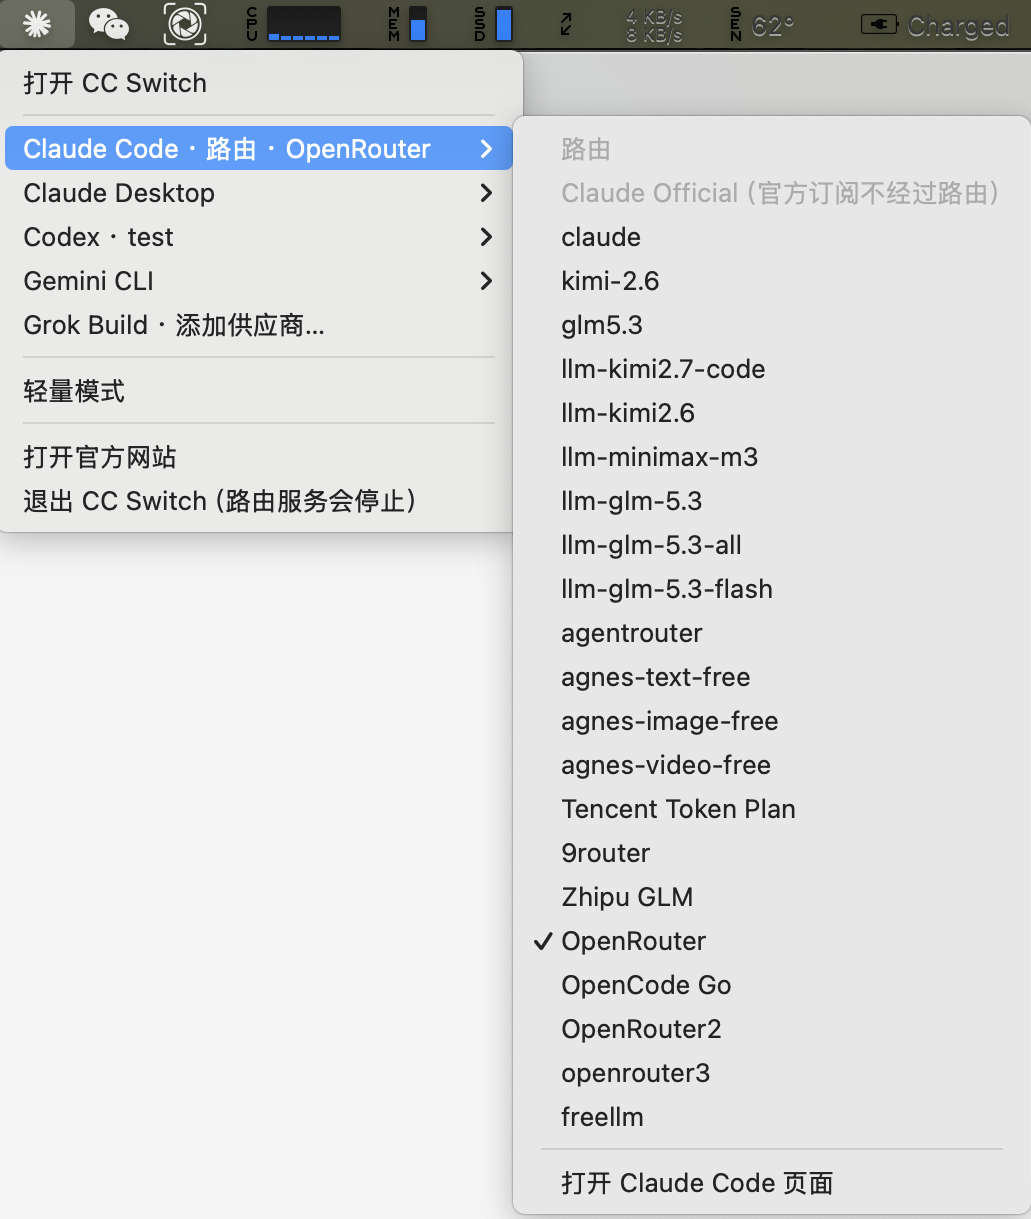 CPU
MEM
SSD
4 KB/s
8 KB/s
SEN
62°
Charged
打开 CC Switch
Claude Code · 路由 · OpenRouter
Claude Desktop
Codex · test
Gemini CLI
Grok Build · 添加供应商...
轻量模式
打开官方网站
退出 CC Switch (路由服务会停止)
路由
Claude Official (官方订阅不经过路由)
claude
kimi-2.6
glm5.3
llm-kimi2.7-code
llm-kimi2.6
llm-minimax-m3
llm-glm-5.3
llm-glm-5.3-all
llm-glm-5.3-flash
agentrouter
agnes-text-free
agnes-image-free
agnes-video-free
Tencent Token Plan
9router
Zhipu GLM
OpenRouter
OpenCode Go
OpenRouter2
openrouter3
freellm
打开 Claude Code 页面